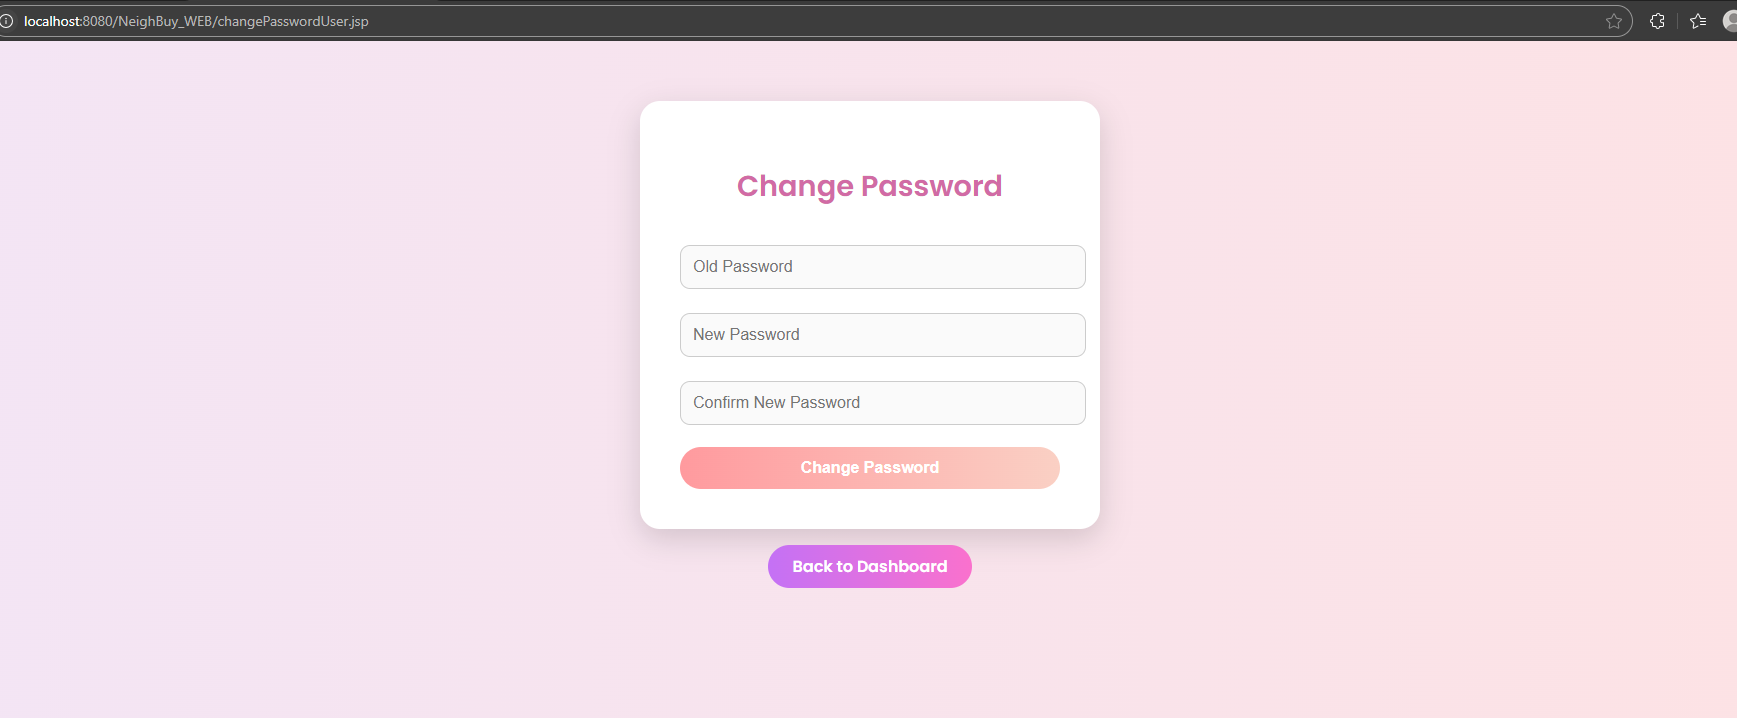 localhost:8080/NeighBuy_WEB/changePasswordUser.jsp
Change Password
Old Password
New Password
Confirm New Password
Change Password
Back to Dashboard